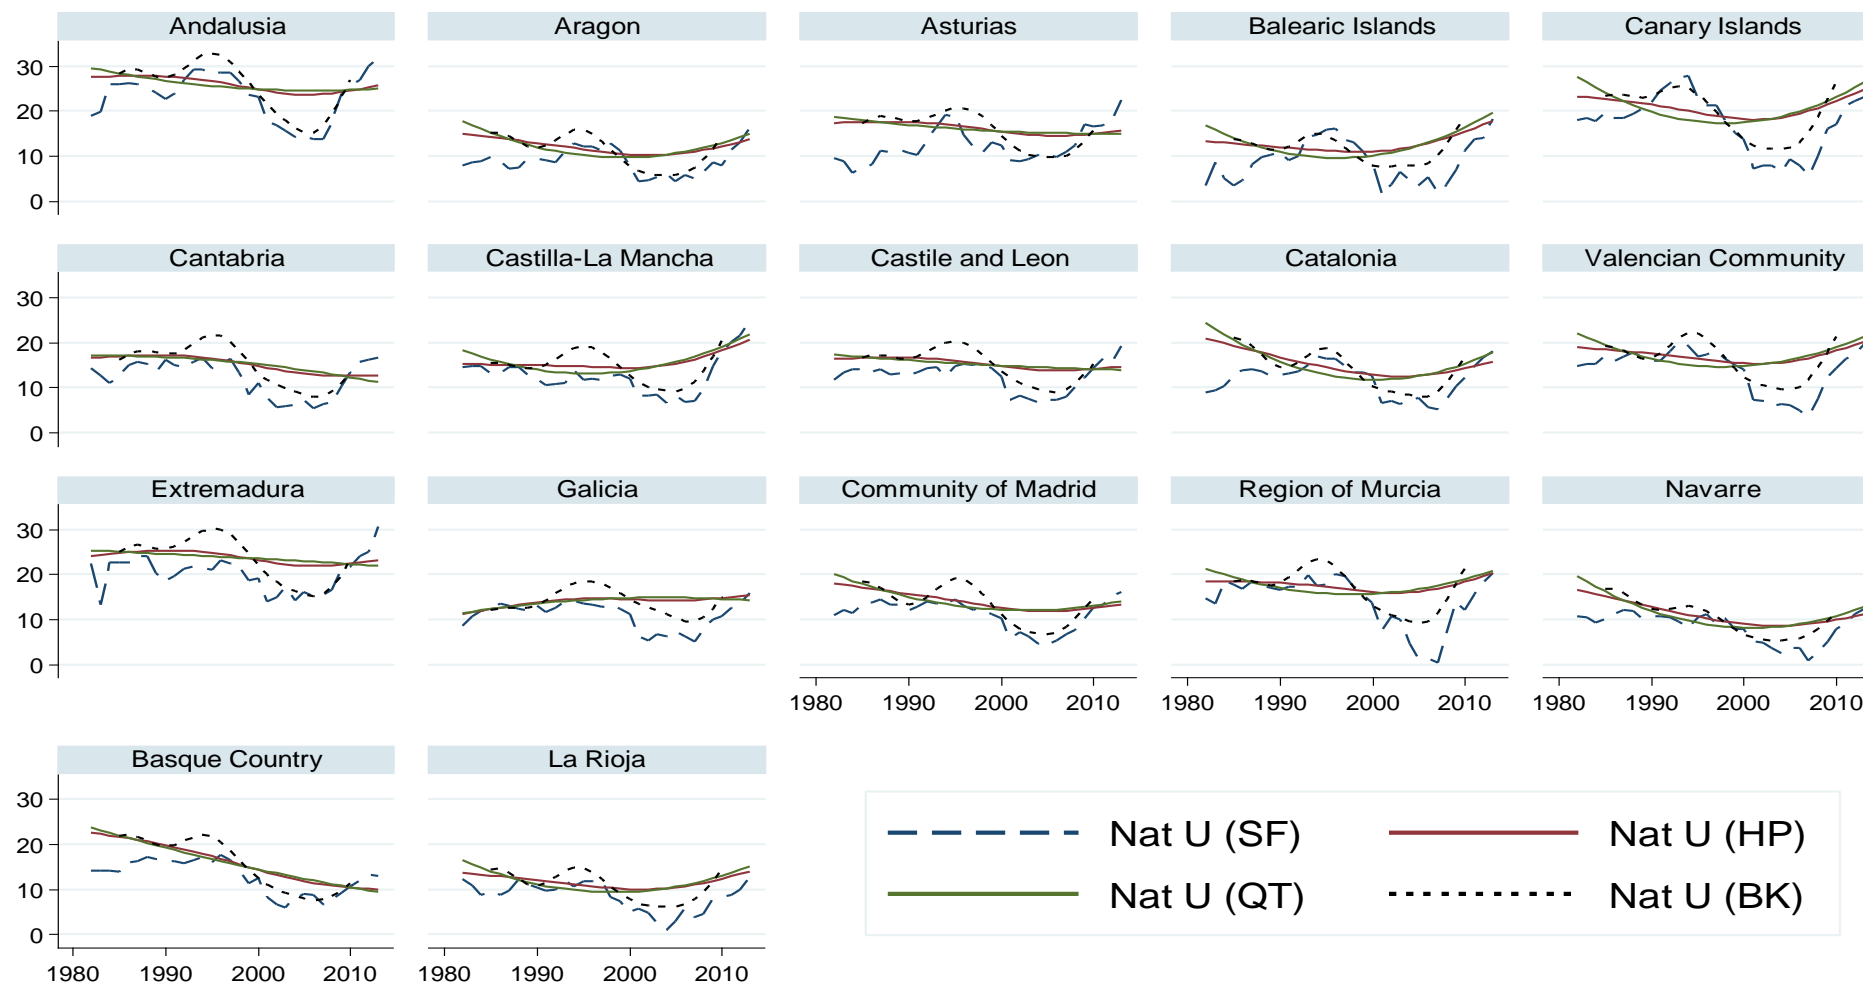 Andalusia Aragon Asturias Balearic Islands Canary Islands
30
20
10
0
Cantabria Castilla-La Mancha Castile and Leon Catalonia Valencian Community
30
20
10
0
Extremadura Galicia Community of Madrid Region of Murcia Navarre
30
20
10
0
1980 1990 2000 2010 1980 1990 2000 2010 1980 1990 2000 2010
Basque Country La Rioja
30
20
10
0
1980 1990 2000 2010 1980 1990 2000 2010
Nat U (SF) Nat U (HP)
Nat U (QT) Nat U (BK)